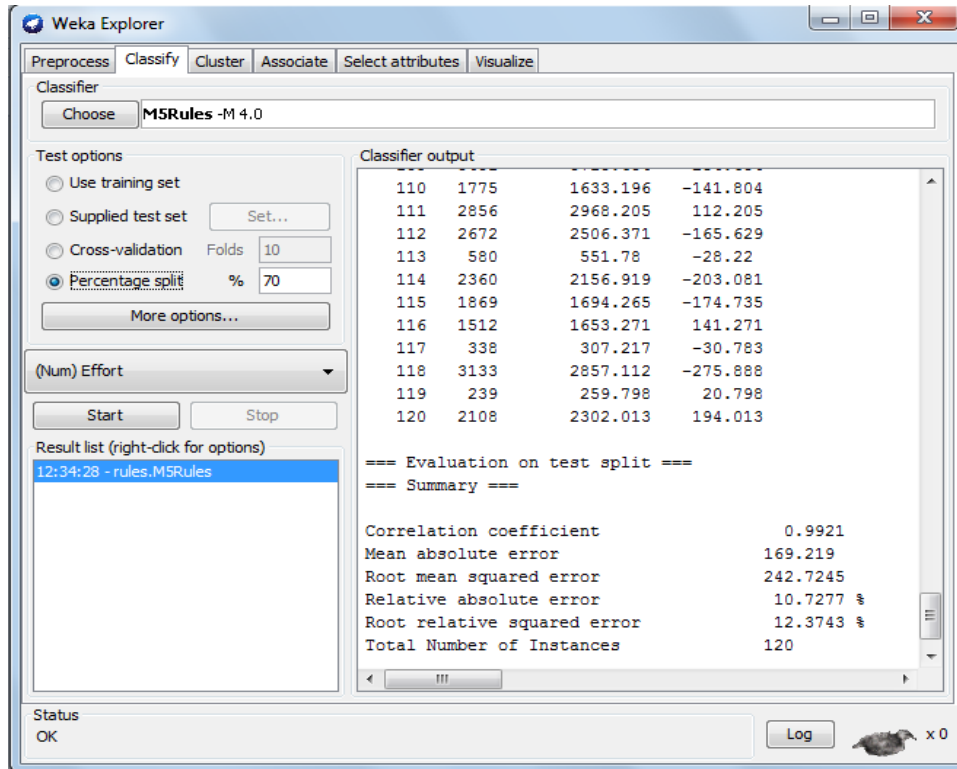 Weka Explorer
Preprocess Classify Cluster Associate Select attributes Visualize
Classifier
Choose M5Rules -M 4.0
Test options
Use training set
Supplied test set Set...
Cross-validation Folds 10
Percentage split % 70
More options...
(Num) Effort
Start Stop
Result list (right-click for options)
12:34:28 - rules.M5Rules
Classifier output
110 1775 1633.196 -141.804
111 2856 2968.205 112.205
112 2672 2506.371 -165.629
113 580 551.78 -28.22
114 2360 2156.919 -203.081
115 1869 1694.265 -174.735
116 1512 1653.271 141.271
117 338 307.217 -30.783
118 3133 2857.112 -275.888
119 239 259.798 20.798
120 2108 2302.013 194.013
=== Evaluation on test split ===
=== Summary ===
Correlation coefficient 0.9921
Mean absolute error 169.219
Root mean squared error 242.7245
Relative absolute error 10.7277 %
Root relative squared error 12.3743 %
Total Number of Instances 120
Status
OK
Log x 0